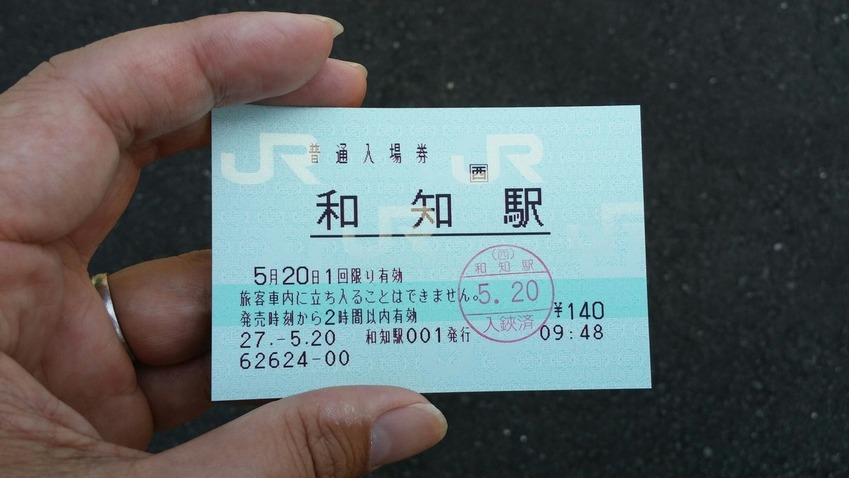 JR JR
普通入場券
西
和知駅
5月20日1回限り有効
旅客車内に立ち入ることはできません。
発売時刻から2時間以内有効
¥140
27.-5.20 和知駅001発行 09:48
62624-00
(西)
和知駅
5.20
入鋏済